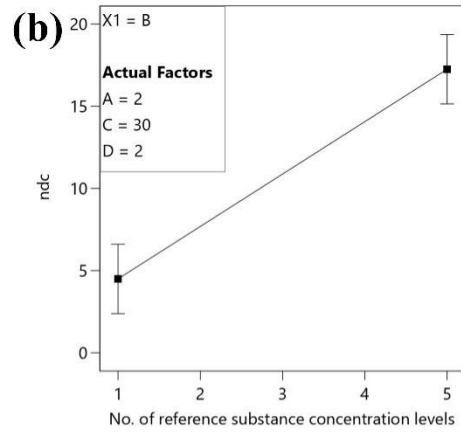 (b)
X1 = B
Actual Factors
A = 2
C = 30
D = 2
20
15
10
5
0
ndc
1 2 3 4 5
No. of reference substance concentration levels